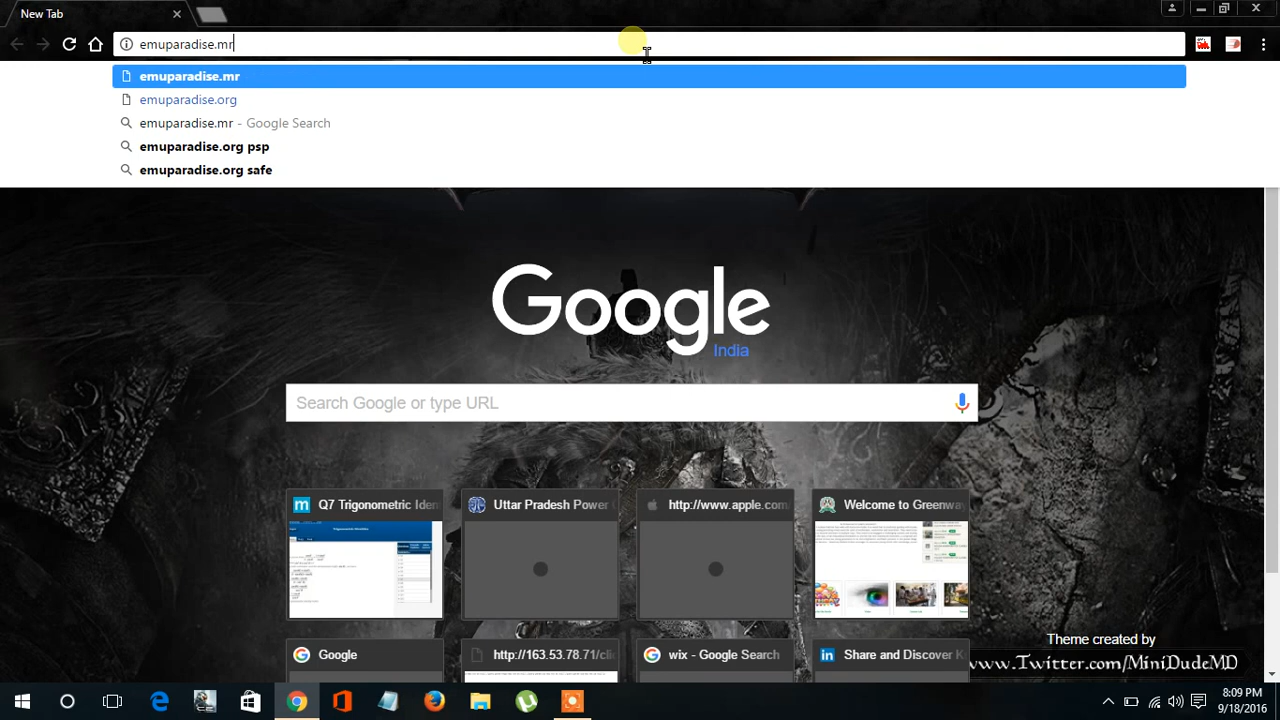 New Tab
emuparadise.mr
emuparadise.mr
emuparadise.org
emuparadise.mr - Google Search
emuparadise.org psp
emuparadise.org safe
Google
India
Search Google or type URL
Q7 Trigonometric Iden
Uttar Pradesh Power
http://www.apple.com
Welcome to Greenway
Theme created by
www.Twitter.com/MiniDudeMD
Google
http://163.53.78.71/cli
wix - Google Search
Share and Discover K
8:09 PM
9/18/2016